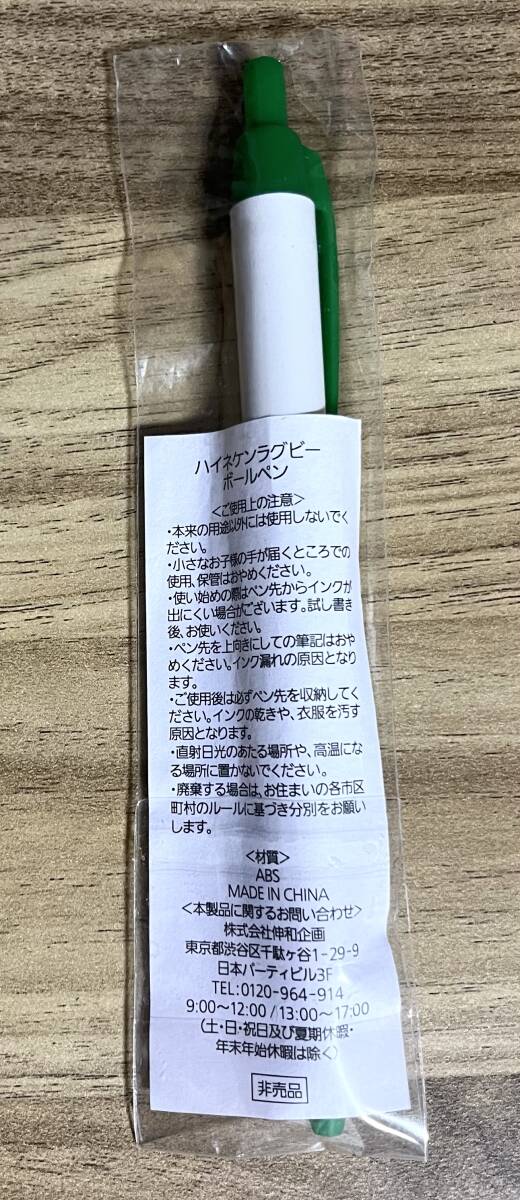 ハイネケンラグビー
ボールペン
＜ご使用上の注意＞
・本来の用途以外には使用しないでく
ださい。
・小さなお子様の手が届くところでの
使用、保管はおやめください。
・使い始めの際はペン先からインクが
出にくい場合がございます。試し書き
後、お使いください。
・ペン先を上向きにしての筆記はおや
めください。インク漏れの原因となり
ます。
・ご使用後は必ずペン先を収納してく
ださい。インクの乾きや、衣服を汚す
原因となります。
・直射日光のあたる場所や、高温にな
る場所に置かないでください。
・廃棄する場合は、お住まいの各市区
町村のルールに基づき分別をお願い
します。
＜材質＞
ABS
MADE IN CHINA
＜本製品に関するお問い合わせ＞
株式会社伸和企画
東京都渋谷区千駄ヶ谷1-29-9
日本パーティビル3F
TEL:0120-964-914
9:00～12:00/13:00～17:00
（土・日・祝日及び夏期休暇・
年末年始休暇は除く）
非売品